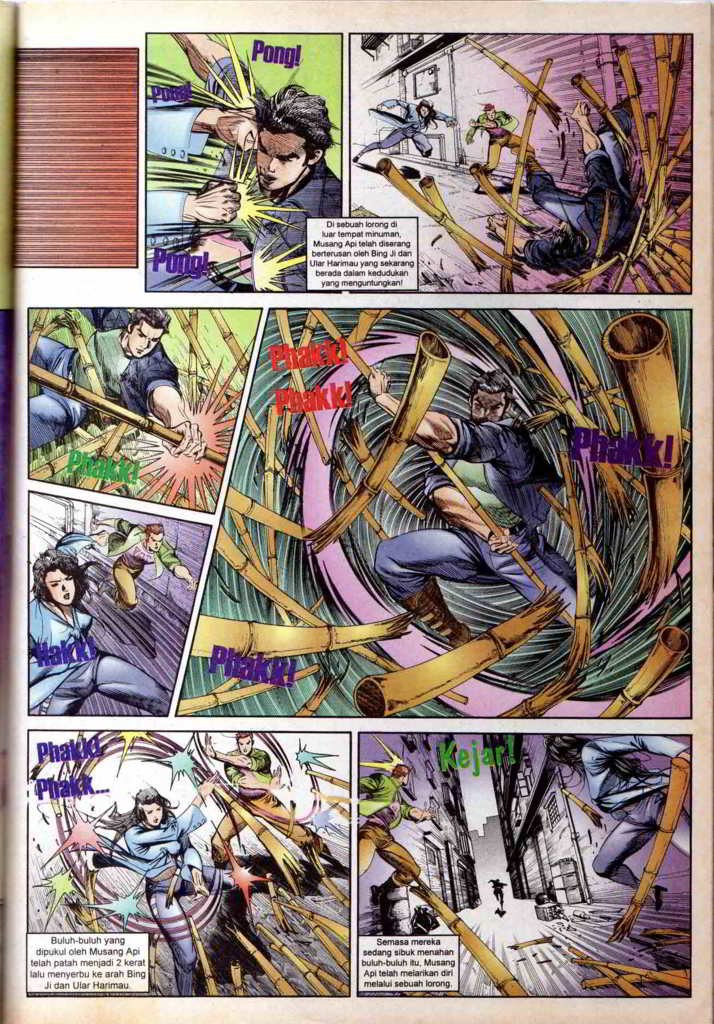 Pong!
Pong!
Pong!
Di sebuah lorong di
luar tempat minuman,
Musang Api telah diserang
berterusan oleh Bing Ji dan
Ular Harimau yang sekarang
berada dalam kedudukan
yang menguntungkan!
Phakk!
Phakk!
Phakk!
Phakk!
Phakk!
Hakk!
Phakk!
Phakk...
Buluh-buluh yang
dipukul oleh Musang Api
telah patah menjadi 2 kerat
lalu menyerbu ke arah Bing
Ji dan Ular Harimau.
Kejar!
Semasa mereka
sedang sibuk menahan
buluh-buluh itu, Musang
Api telah melarikan diri
melalui sebuah lorong.